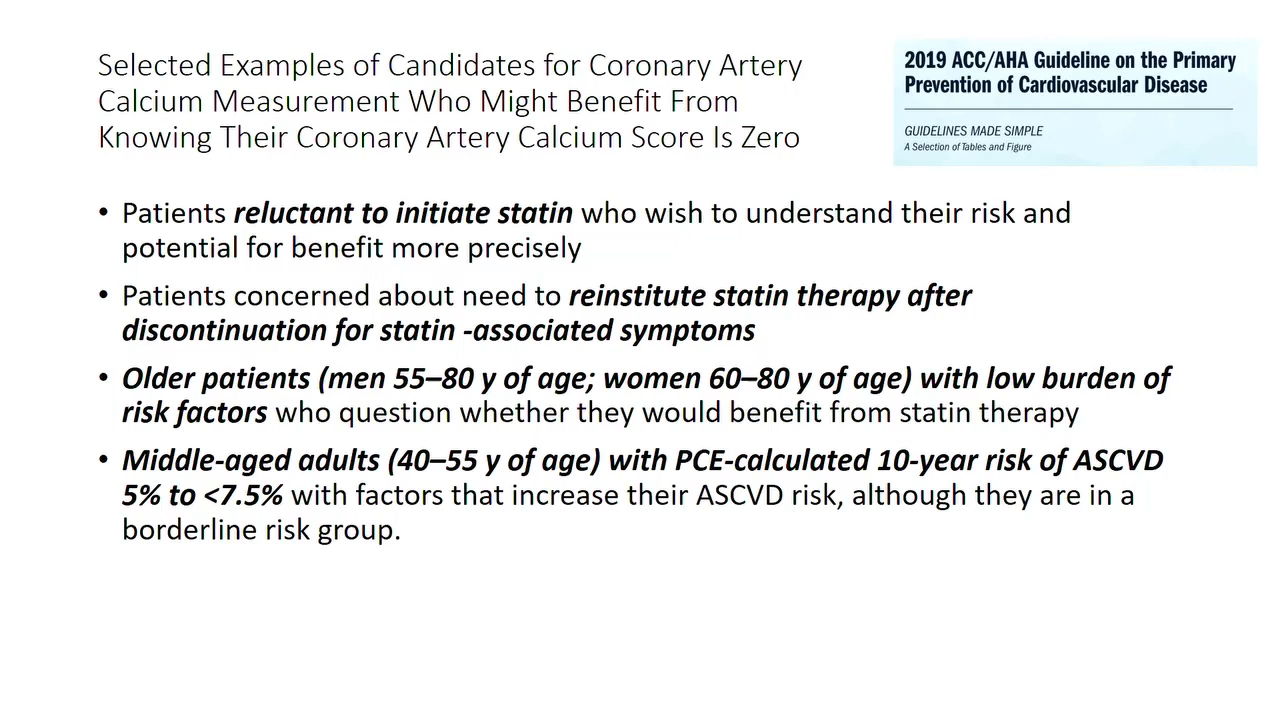 Selected Examples of Candidates for Coronary Artery
Calcium Measurement Who Might Benefit From
Knowing Their Coronary Artery Calcium Score Is Zero
2019 ACC/AHA Guideline on the Primary
Prevention of Cardiovascular Disease
GUIDELINES MADE SIMPLE
A Selection of Tables and Figure
• Patients reluctant to initiate statin who wish to understand their risk and
potential for benefit more precisely
• Patients concerned about need to reinstitute statin therapy after
discontinuation for statin -associated symptoms
• Older patients (men 55–80 y of age; women 60–80 y of age) with low burden of
risk factors who question whether they would benefit from statin therapy
• Middle-aged adults (40–55 y of age) with PCE-calculated 10-year risk of ASCVD
5% to <7.5% with factors that increase their ASCVD risk, although they are in a
borderline risk group.